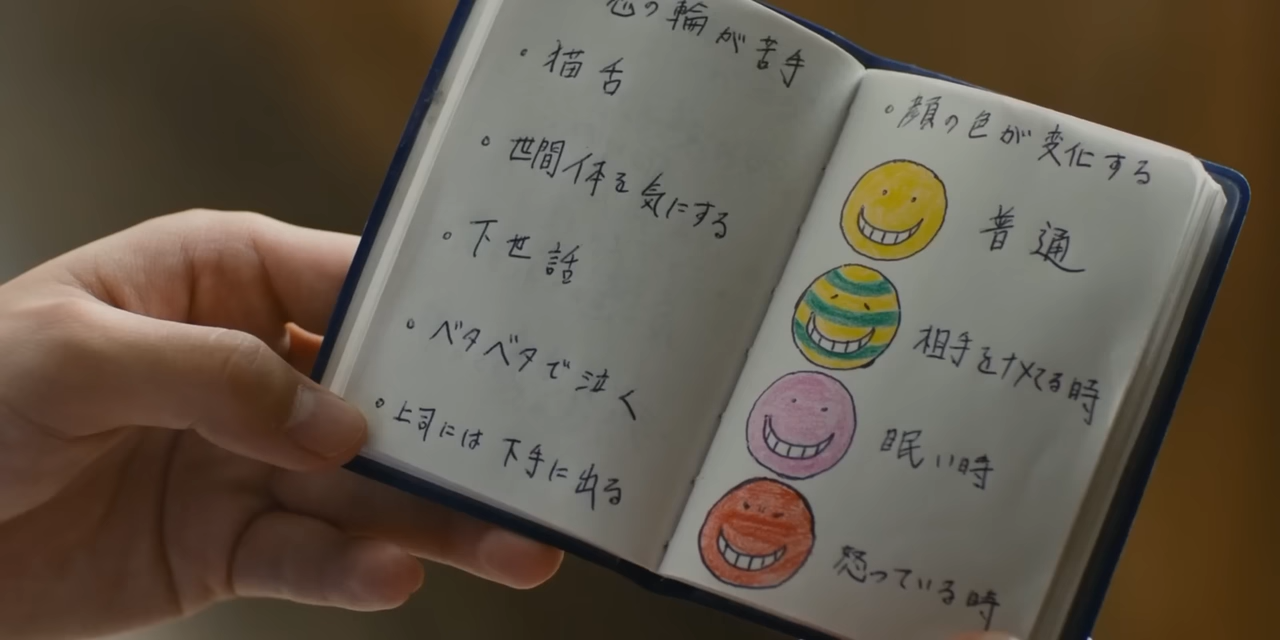 の輪が苦手
・猫舌
・世間体を気にする
・下世話
・ベタベタで泣く
・上司には下手に出る
・顔の色が変化する
普通
相手をナメてる時
眠い時
怒っている時